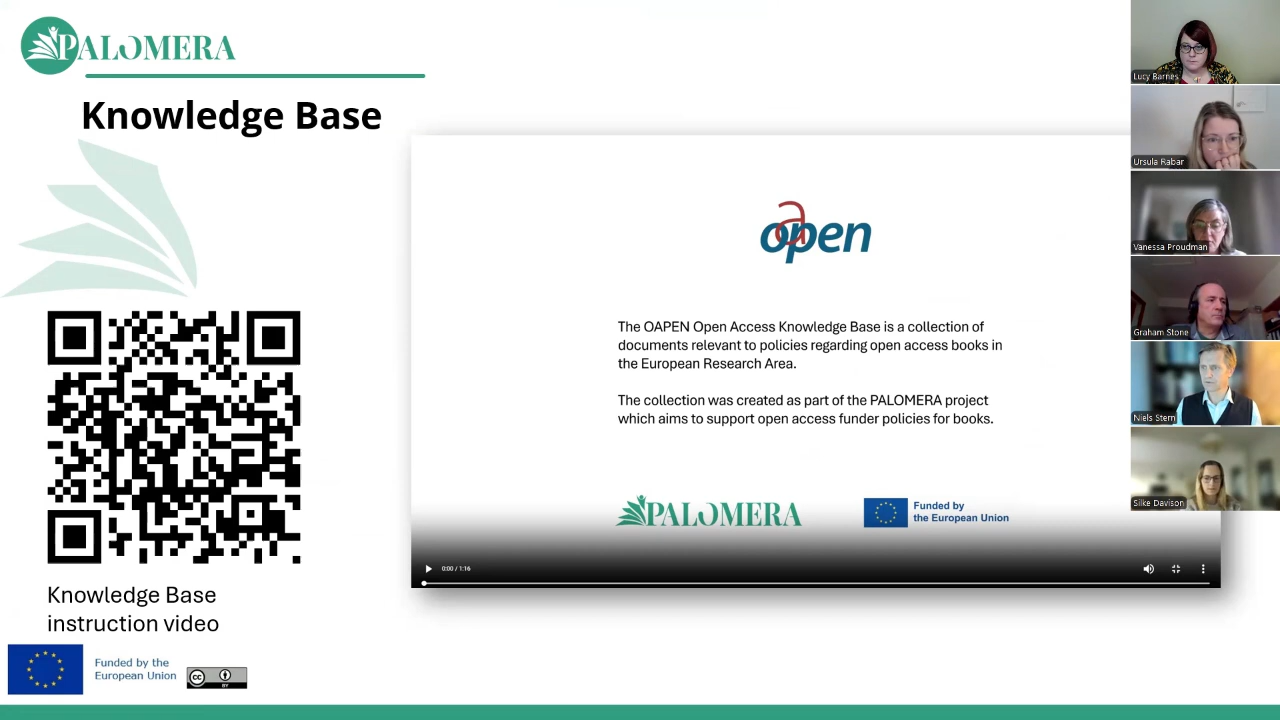 PALOMERA
Knowledge Base
oapen
The OAPEN Open Access Knowledge Base is a collection of
documents relevant to policies regarding open access books in
the European Research Area.
The collection was created as part of the PALOMERA project
which aims to support open access funder policies for books.
PALOMERA
Funded by
the European Union
0:00 / 1:16
Knowledge Base
instruction video
Funded by the
European Union
cc
BY
Lucy Barnes
Ursula Rabar
Vanessa Proudman
Graham Stone
Niels Stern
Silke Davison